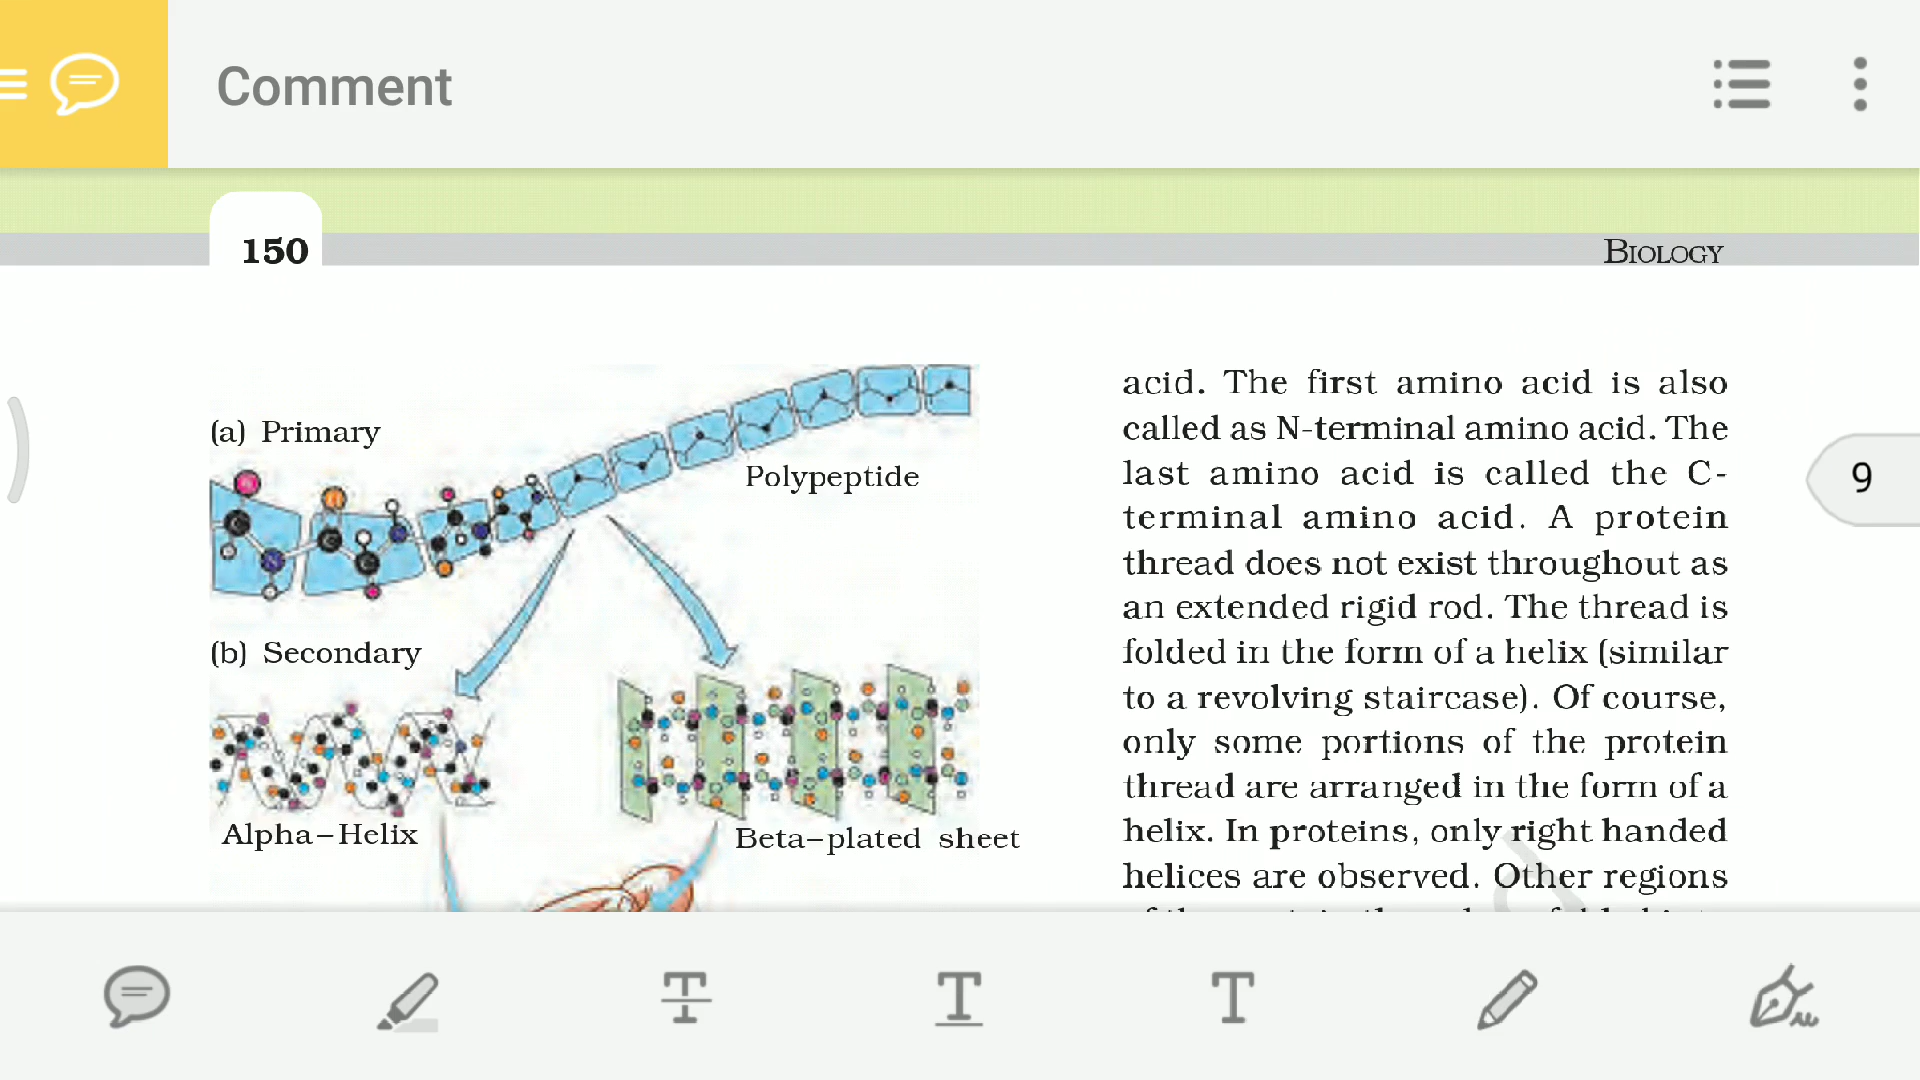 Comment
150
BIOLOGY
(a) Primary
Polypeptide
(b) Secondary
Alpha–Helix
Beta–plated sheet
acid. The first amino acid is also
called as N-terminal amino acid. The
last amino acid is called the C-
terminal amino acid. A protein
thread does not exist throughout as
an extended rigid rod. The thread is
folded in the form of a helix (similar
to a revolving staircase). Of course,
only some portions of the protein
thread are arranged in the form of a
helix. In proteins, only right handed
helices are observed. Other regions
9